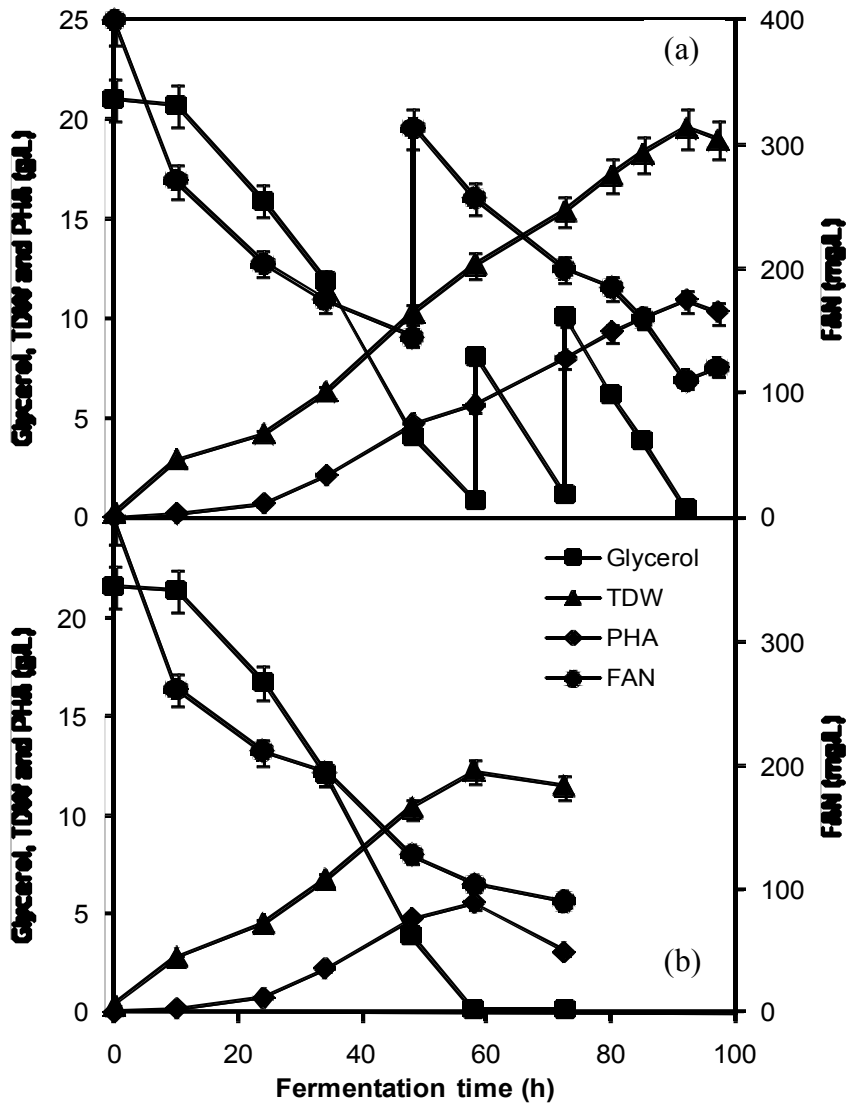 25
20
15
10
5
0
Glycerol, TDW and PHA (g/L)
(a)
400
300
200
100
0
FAN (mg/L)
20
15
10
5
0
Glycerol, TDW and PHA (g/L)
Glycerol
TDW
PHA
FAN
(b)
300
200
100
0
FAN (mg/L)
0 20 40 60 80 100
Fermentation time (h)